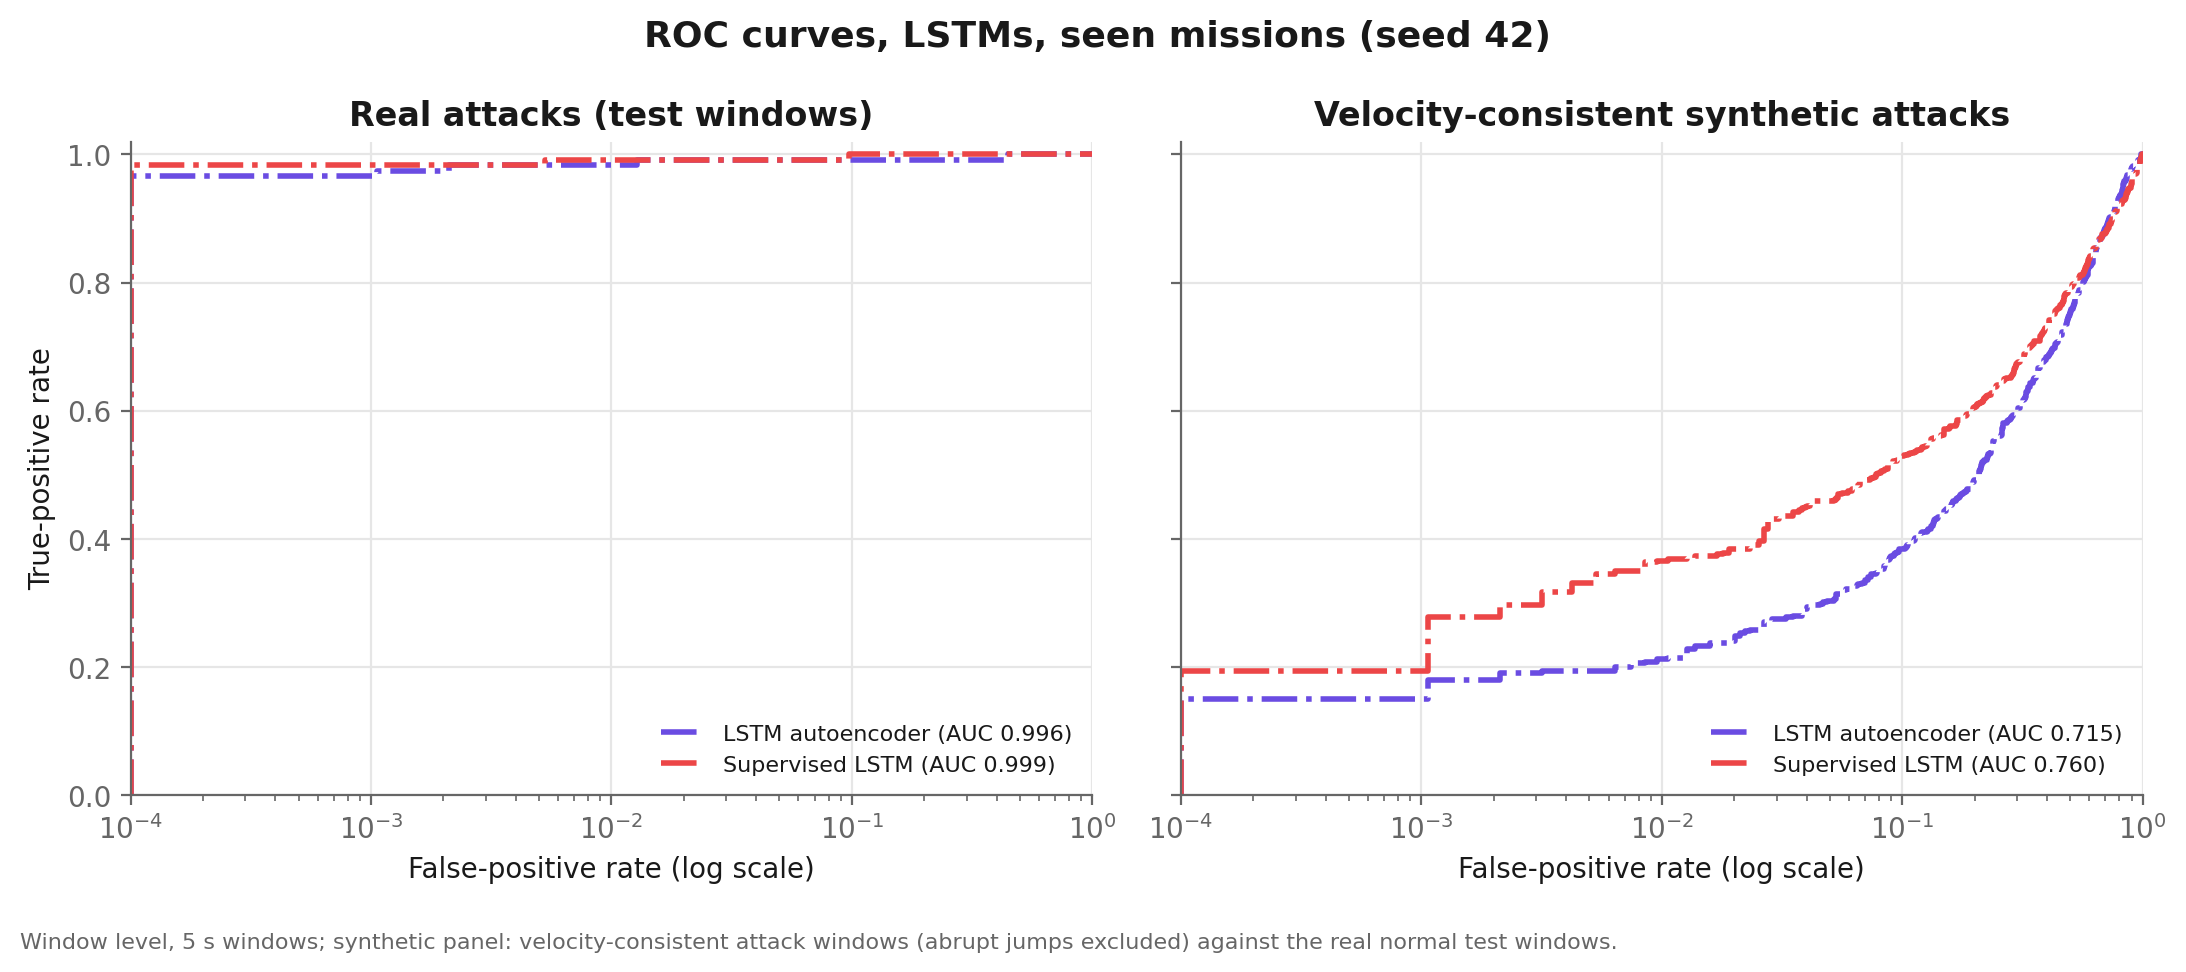 ROC curves, LSTMs, seen missions (seed 42)
Real attacks (test windows)
True-positive rate
1.0
0.8
0.6
0.4
0.2
0.0
LSTM autoencoder (AUC 0.996)
Supervised LSTM (AUC 0.999)
10⁻⁴ 10⁻³ 10⁻² 10⁻¹ 10⁰
False-positive rate (log scale)
Velocity-consistent synthetic attacks
LSTM autoencoder (AUC 0.715)
Supervised LSTM (AUC 0.760)
10⁻⁴ 10⁻³ 10⁻² 10⁻¹ 10⁰
False-positive rate (log scale)
Window level, 5 s windows; synthetic panel: velocity-consistent attack windows (abrupt jumps excluded) against the real normal test windows.